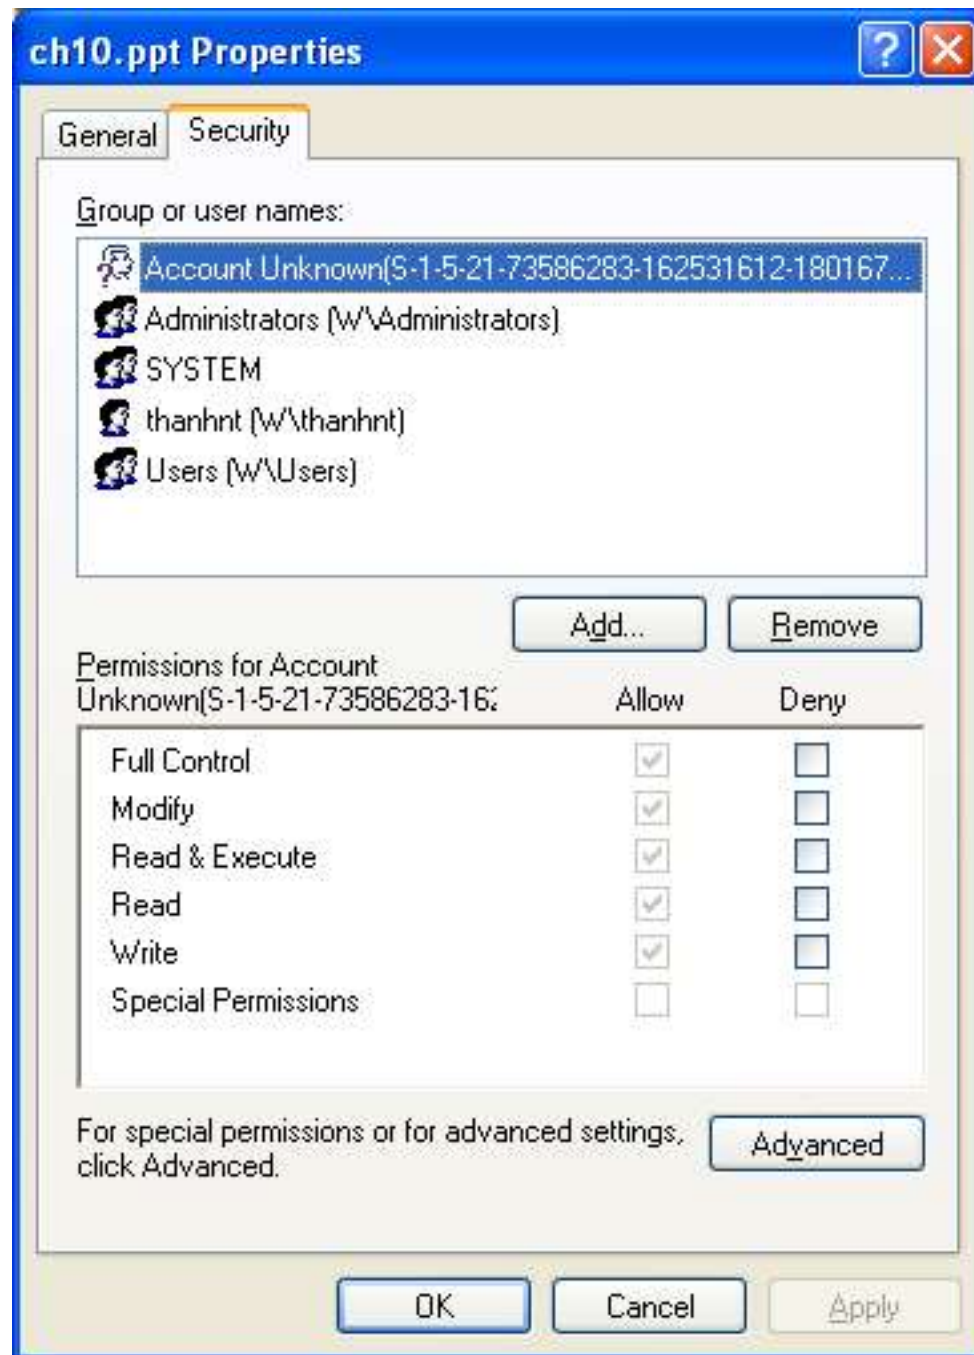 ch10.ppt Properties
General
Security
Group or user names:
Account Unknown(S-1-5-21-73586283-162531612-180167...
Administrators (W\Administrators)
SYSTEM
thanhnt (W\thanhnt)
Users (W\Users)
Add...
Remove
Permissions for Account
Unknown(S-1-5-21-73586283-162
Allow
Deny
Full Control
Modify
Read & Execute
Read
Write
Special Permissions
For special permissions or for advanced settings,
click Advanced.
Advanced
OK
Cancel
Apply